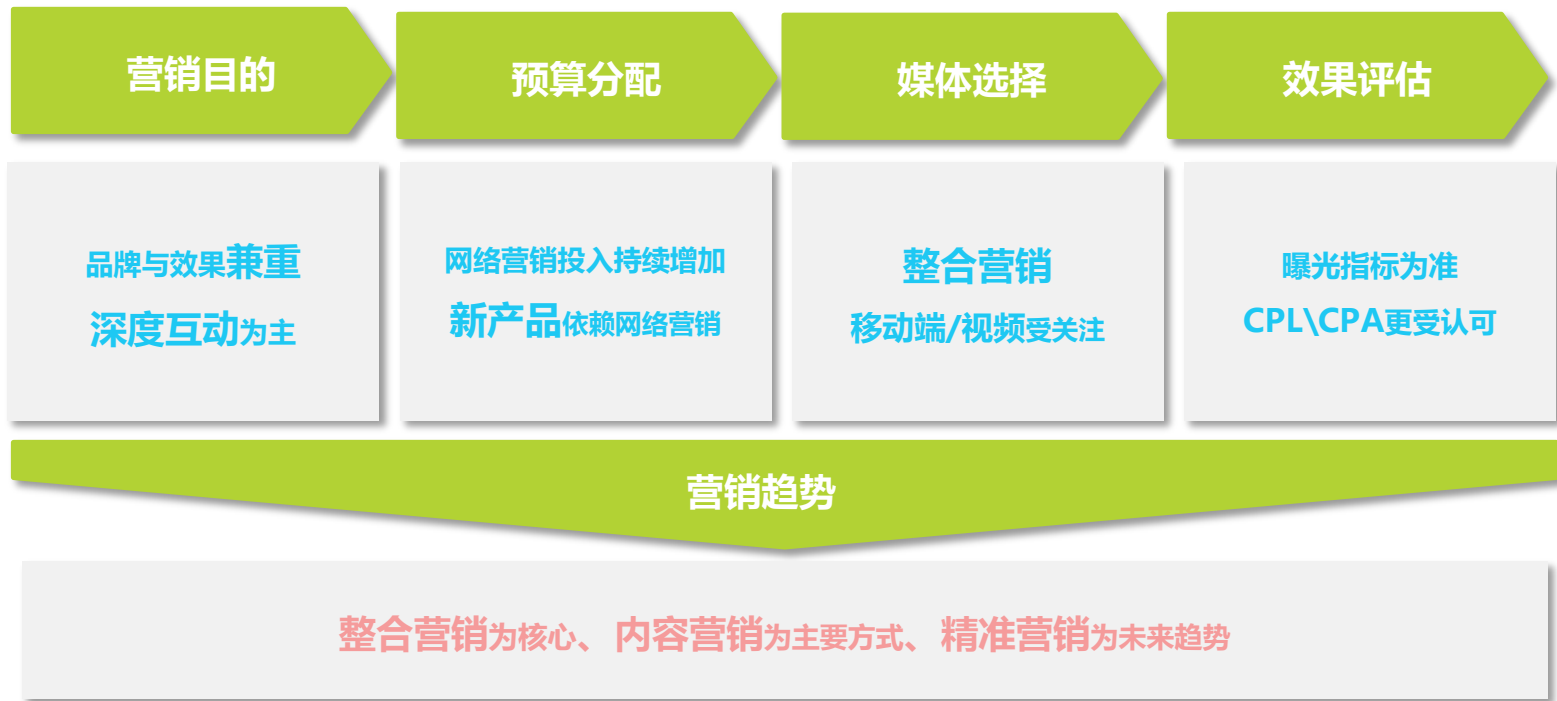 营销目的
预算分配
媒体选择
效果评估
品牌与效果兼重
深度互动为主
网络营销投入持续增加
新产品依赖网络营销
整合营销
移动端/视频受关注
曝光指标为准
CPL\CPA更受认可
营销趋势
整合营销为核心、内容营销为主要方式、精准营销为未来趋势